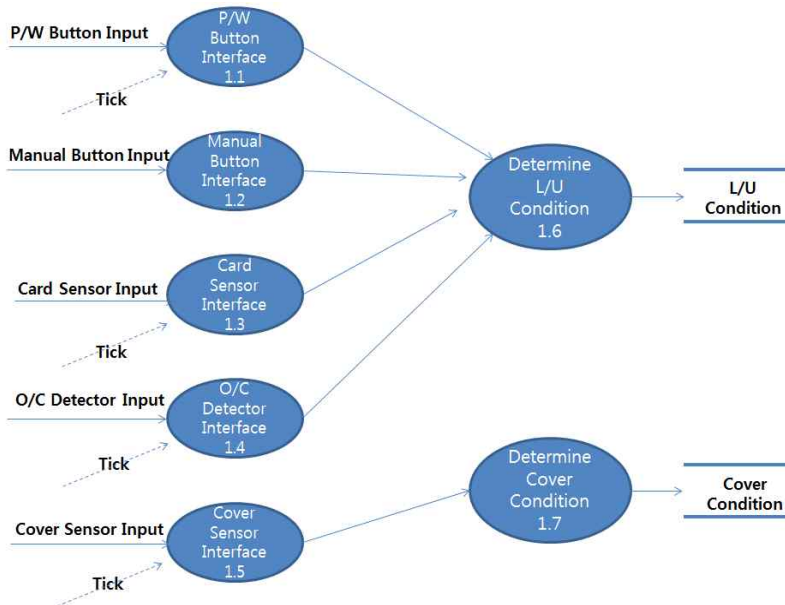 P/W Button Input
P/W
Button
Interface
1.1
Tick
Manual Button Input
Manual
Button
Interface
1.2
Determine
L/U
Condition
1.6
L/U
Condition
Card Sensor Input
Card
Sensor
Interface
1.3
Tick
O/C Detector Input
O/C
Detector
Interface
1.4
Tick
Determine
Cover
Condition
1.7
Cover
Condition
Cover Sensor Input
Cover
Sensor
Interface
1.5
Tick